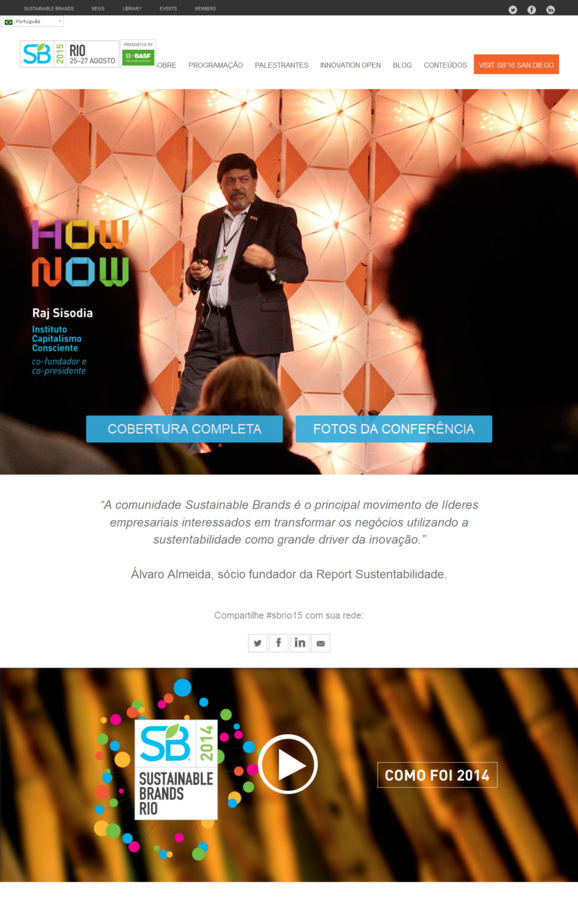 SUSTAINABLE BRANDS NEWS LIBRARY EVENTS MEMBERS
Português
SB 2015 RIO
25-27 AGOSTO
PRESENTED BY
BASF
SOBRE PROGRAMAÇÃO PALESTRANTES INNOVATION OPEN BLOG CONTEÚDOS VISIT SB'16 SAN DIEGO
HOW
NOW
Raj Sisodia
Instituto
Capitalismo
Consciente
co-fundador e
co-presidente
COBERTURA COMPLETA FOTOS DA CONFERÊNCIA
“A comunidade Sustainable Brands é o principal movimento de líderes
empresariais interessados em transformar os negócios utilizando a
sustentabilidade como grande driver da inovação.”
Álvaro Almeida, sócio fundador da Report Sustentabilidade.
Compartilhe #sbrio15 com sua rede:
SB 2014
SUSTAINABLE
BRANDS
RIO
COMO FOI 2014